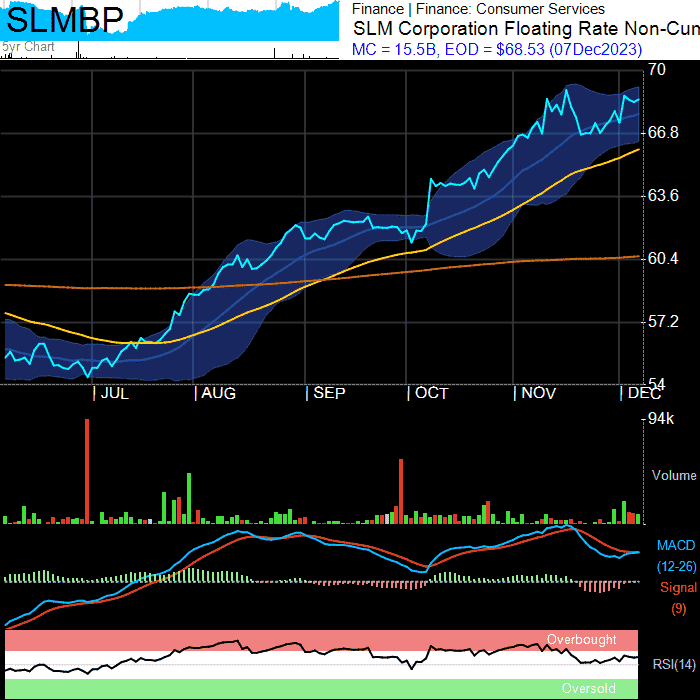 SLMBP
5yr Chart
Finance | Finance: Consumer Services
SLM Corporation Floating Rate Non-Cun
MC = 15.5B, EOD = $68.53 (07Dec2023)
70
66.8
63.6
60.4
57.2
54
JUL AUG SEP OCT NOV DEC
94k
Volume
MACD
(12-26)
Signal
(9)
Overbought
RSI(14)
Oversold